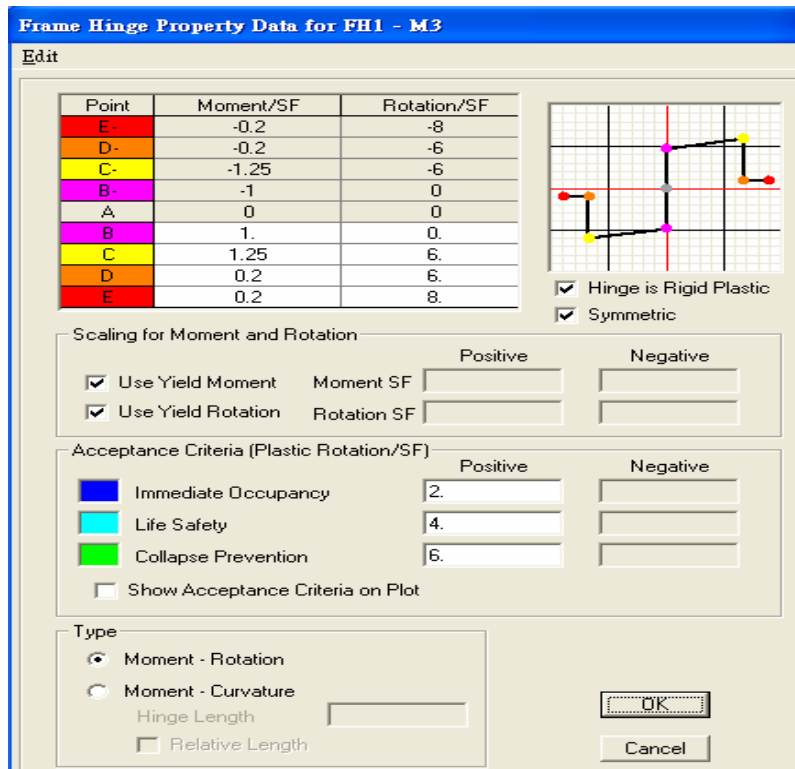 Frame Hinge Property Data for FH1 - M3
Edit
Point Moment/SF Rotation/SF
E- -0.2 -8
D- -0.2 -6
C- -1.25 -6
B- -1 0
A 0 0
B 1. 0.
C 1.25 6.
D 0.2 6.
E 0.2 8.
Hinge is Rigid Plastic
Symmetric
Scaling for Moment and Rotation
Positive Negative
Use Yield Moment Moment SF
Use Yield Rotation Rotation SF
Acceptance Criteria (Plastic Rotation/SF)
Positive Negative
Immediate Occupancy 2.
Life Safety 4.
Collapse Prevention 6.
Show Acceptance Criteria on Plot
Type
Moment - Rotation
Moment - Curvature
Hinge Length
Relative Length
OK
Cancel